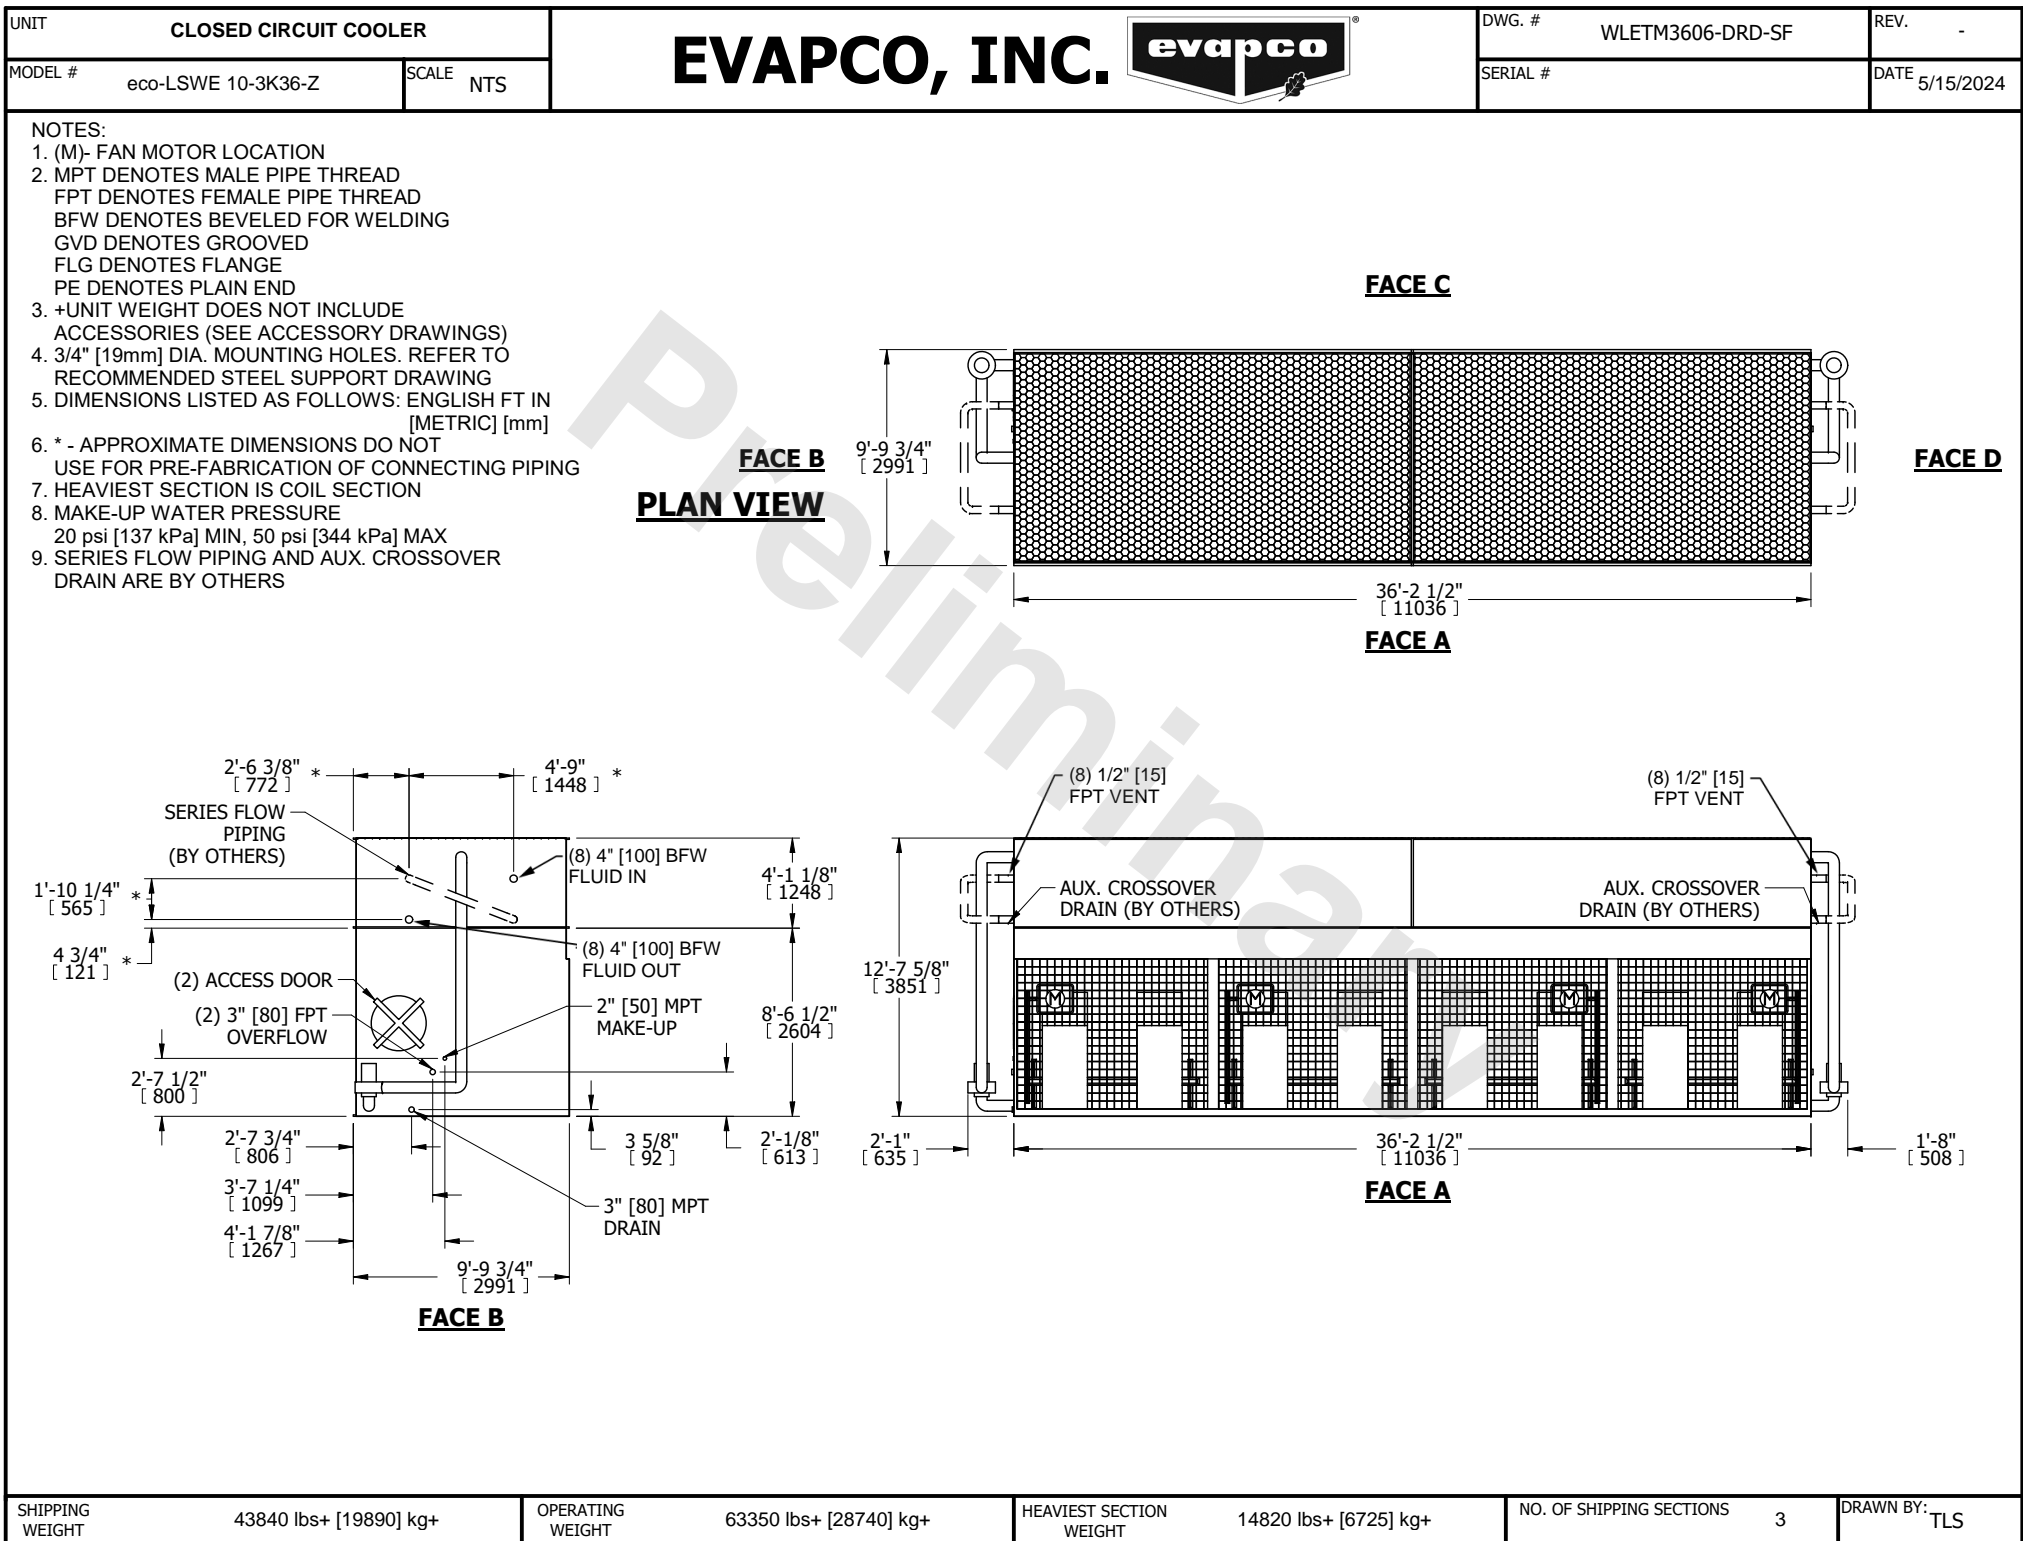 UNIT
CLOSED CIRCUIT COOLER
MODEL #
eco-LSWE 10-3K36-Z
SCALE
NTS
EVAPCO, INC.
evapco®
DWG. #
WLETM3606-DRD-SF
REV.
-
SERIAL #
DATE
5/15/2024
NOTES:
1. (M)- FAN MOTOR LOCATION
2. MPT DENOTES MALE PIPE THREAD
FPT DENOTES FEMALE PIPE THREAD
BFW DENOTES BEVELED FOR WELDING
GVD DENOTES GROOVED
FLG DENOTES FLANGE
PE DENOTES PLAIN END
3. +UNIT WEIGHT DOES NOT INCLUDE
ACCESSORIES (SEE ACCESSORY DRAWINGS)
4. 3/4" [19mm] DIA. MOUNTING HOLES. REFER TO
RECOMMENDED STEEL SUPPORT DRAWING
5. DIMENSIONS LISTED AS FOLLOWS: ENGLISH FT IN
[METRIC] [mm]
6. * - APPROXIMATE DIMENSIONS DO NOT
USE FOR PRE-FABRICATION OF CONNECTING PIPING
7. HEAVIEST SECTION IS COIL SECTION
8. MAKE-UP WATER PRESSURE
20 psi [137 kPa] MIN, 50 psi [344 kPa] MAX
9. SERIES FLOW PIPING AND AUX. CROSSOVER
DRAIN ARE BY OTHERS
Preliminary
FACE C
FACE B
9'-9 3/4"
[ 2991 ]
FACE D
PLAN VIEW
36'-2 1/2"
[ 11036 ]
FACE A
2'-6 3/8" *
[ 772 ]
4'-9" *
[ 1448 ]
SERIES FLOW
PIPING
(BY OTHERS)
(8) 4" [100] BFW
FLUID IN
4'-1 1/8"
[ 1248 ]
1'-10 1/4" *
[ 565 ]
4 3/4" *
[ 121 ]
(8) 4" [100] BFW
FLUID OUT
(2) ACCESS DOOR
(2) 3" [80] FPT
OVERFLOW
2" [50] MPT
MAKE-UP
8'-6 1/2"
[ 2604 ]
2'-7 1/2"
[ 800 ]
2'-7 3/4"
[ 806 ]
3 5/8"
[ 92 ]
2'-1/8"
[ 613 ]
3'-7 1/4"
[ 1099 ]
3" [80] MPT
DRAIN
4'-1 7/8"
[ 1267 ]
9'-9 3/4"
[ 2991 ]
FACE B
(8) 1/2" [15]
FPT VENT
(8) 1/2" [15]
FPT VENT
AUX. CROSSOVER
DRAIN (BY OTHERS)
AUX. CROSSOVER
DRAIN (BY OTHERS)
12'-7 5/8"
[ 3851 ]
M
M
M
M
2'-1"
[ 635 ]
36'-2 1/2"
[ 11036 ]
1'-8"
[ 508 ]
FACE A
SHIPPING
WEIGHT
43840 lbs+ [19890] kg+
OPERATING
WEIGHT
63350 lbs+ [28740] kg+
HEAVIEST SECTION
WEIGHT
14820 lbs+ [6725] kg+
NO. OF SHIPPING SECTIONS
3
DRAWN BY:
TLS